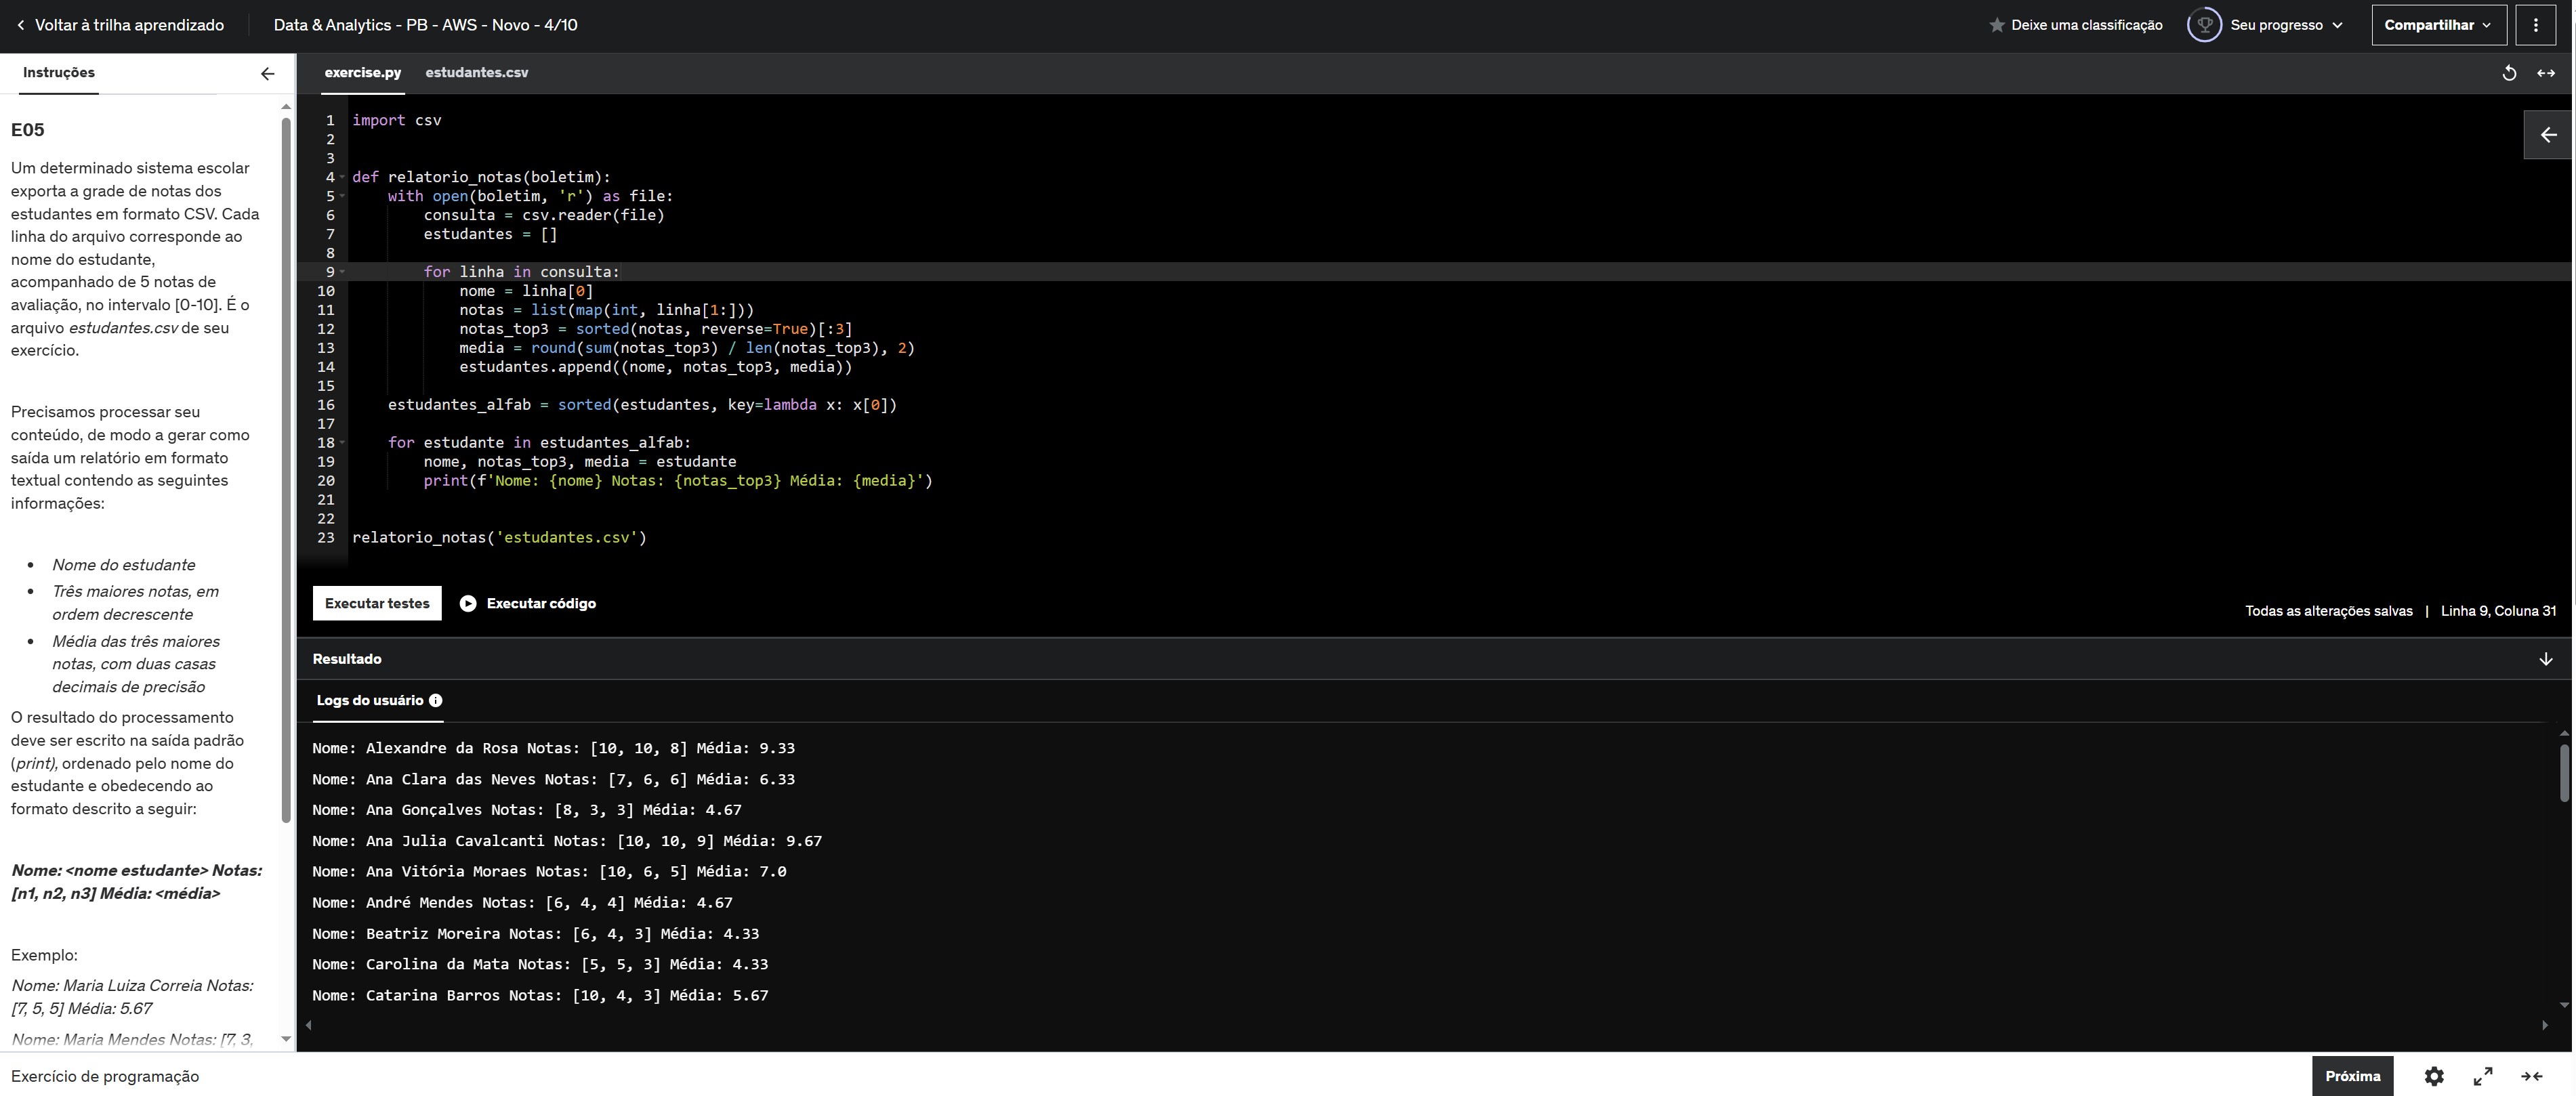 Voltar à trilha aprendizado
Data & Analytics - PB - AWS - Novo - 4/10
Deixe uma classificação
Seu progresso
Compartilhar
Instruções
E05
Um determinado sistema escolar
exporta a grade de notas dos
estudantes em formato CSV. Cada
linha do arquivo corresponde ao
nome do estudante,
acompanhado de 5 notas de
avaliação, no intervalo [0-10]. É o
arquivo estudantes.csv de seu
exercício.
Precisamos processar seu
conteúdo, de modo a gerar como
saída um relatório em formato
textual contendo as seguintes
informações:
• Nome do estudante
• Três maiores notas, em
ordem decrescente
• Média das três maiores
notas, com duas casas
decimais de precisão
O resultado do processamento
deve ser escrito na saída padrão
(print), ordenado pelo nome do
estudante e obedecendo ao
formato descrito a seguir:
Nome: <nome estudante> Notas:
[n1, n2, n3] Média: <média>
Exemplo:
Nome: Maria Luiza Correia Notas:
[7, 5, 5] Média: 5.67
Nome: Maria Mendes Notas: [7, 3,
exercise.py
estudantes.csv
1 import csv
2
3
4 def relatorio_notas(boletim):
5     with open(boletim, 'r') as file:
6         consulta = csv.reader(file)
7         estudantes = []
8
9         for linha in consulta:
10             nome = linha[0]
11             notas = list(map(int, linha[1:]))
12             notas_top3 = sorted(notas, reverse=True)[:3]
13             media = round(sum(notas_top3) / len(notas_top3), 2)
14             estudantes.append((nome, notas_top3, media))
15
16     estudantes_alfab = sorted(estudantes, key=lambda x: x[0])
17
18     for estudante in estudantes_alfab:
19         nome, notas_top3, media = estudante
20         print(f'Nome: {nome} Notas: {notas_top3} Média: {media}')
21
22
23 relatorio_notas('estudantes.csv')
Executar testes
Executar código
Todas as alterações salvas | Linha 9, Coluna 31
Resultado
Logs do usuário
Nome: Alexandre da Rosa Notas: [10, 10, 8] Média: 9.33
Nome: Ana Clara das Neves Notas: [7, 6, 6] Média: 6.33
Nome: Ana Gonçalves Notas: [8, 3, 3] Média: 4.67
Nome: Ana Julia Cavalcanti Notas: [10, 10, 9] Média: 9.67
Nome: Ana Vitória Moraes Notas: [10, 6, 5] Média: 7.0
Nome: André Mendes Notas: [6, 4, 4] Média: 4.67
Nome: Beatriz Moreira Notas: [6, 4, 3] Média: 4.33
Nome: Carolina da Mata Notas: [5, 5, 3] Média: 4.33
Nome: Catarina Barros Notas: [10, 4, 3] Média: 5.67
Exercício de programação
Próxima